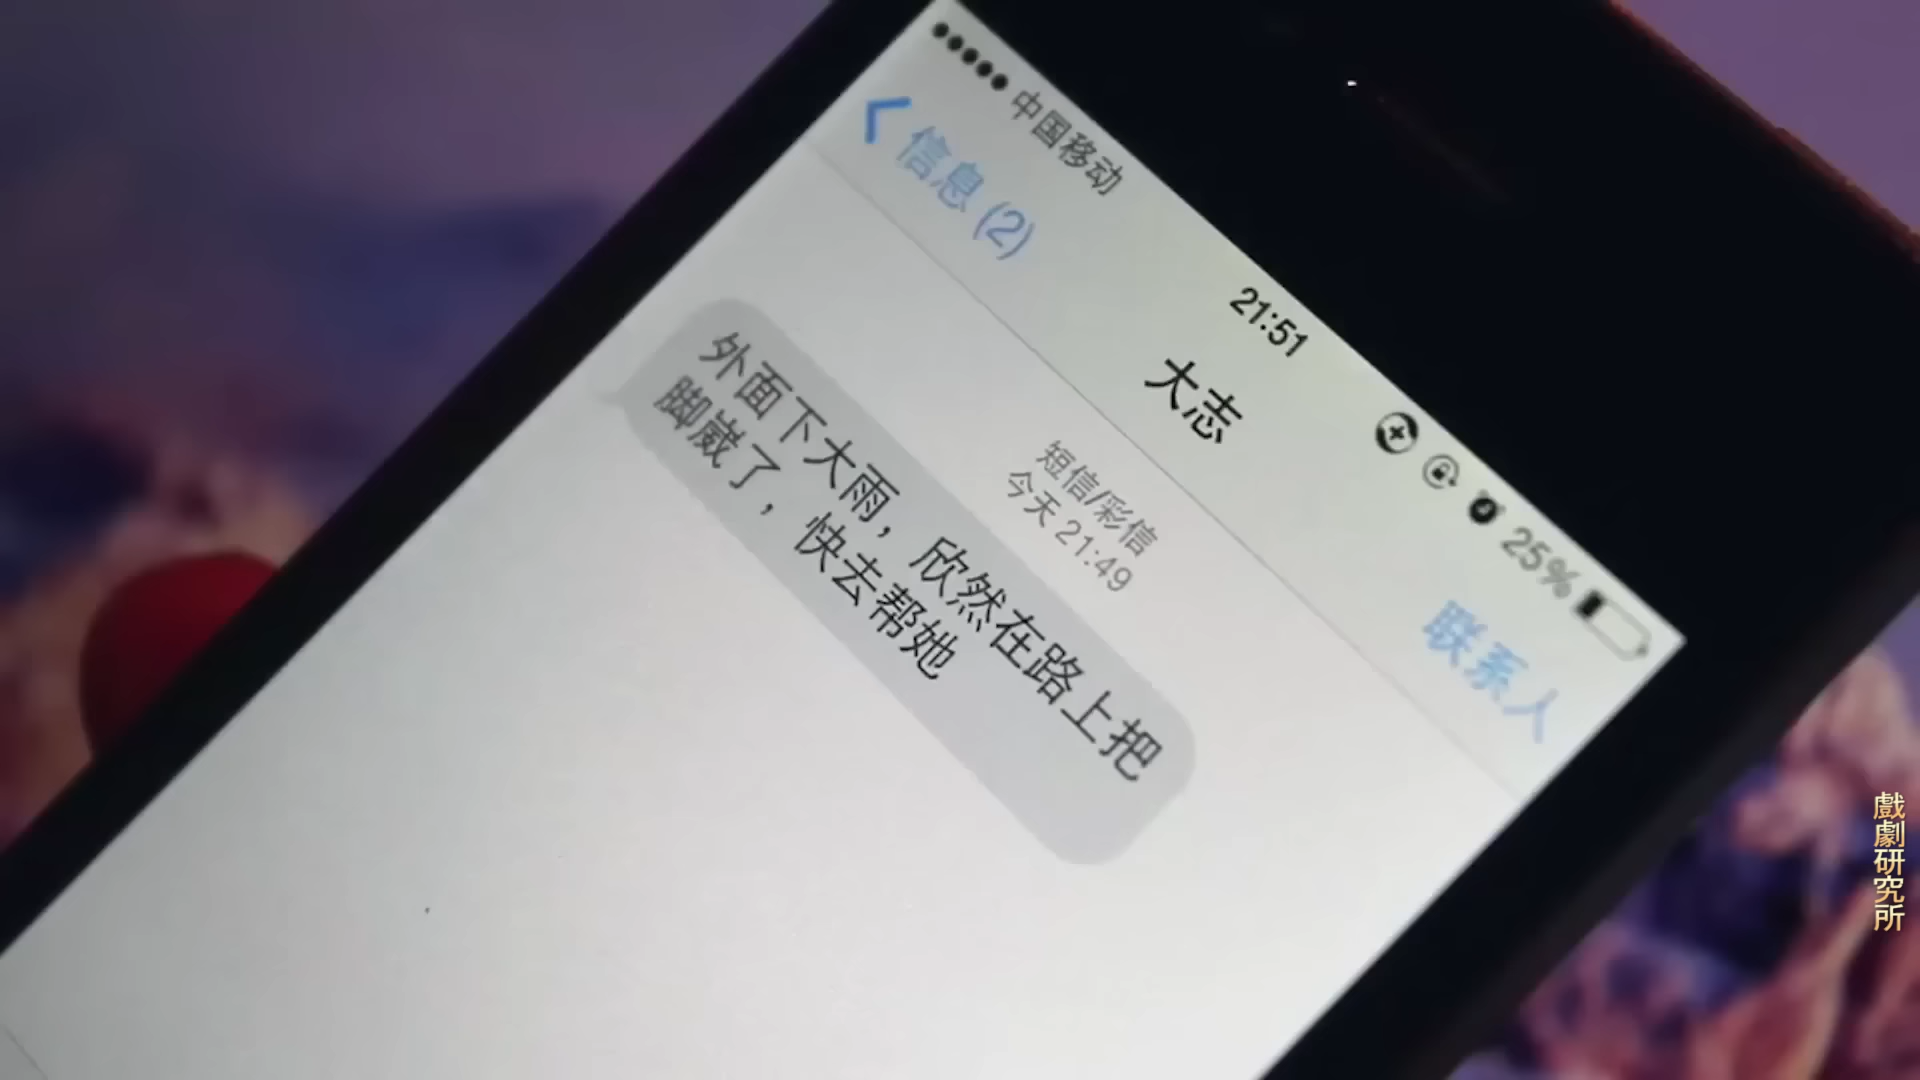 中国移动
21:51
25%
信息 (2)
大志
联系人
短信/彩信
今天 21:49
外面下大雨，欣然在路上把
脚崴了，快去帮她
戲劇研究所